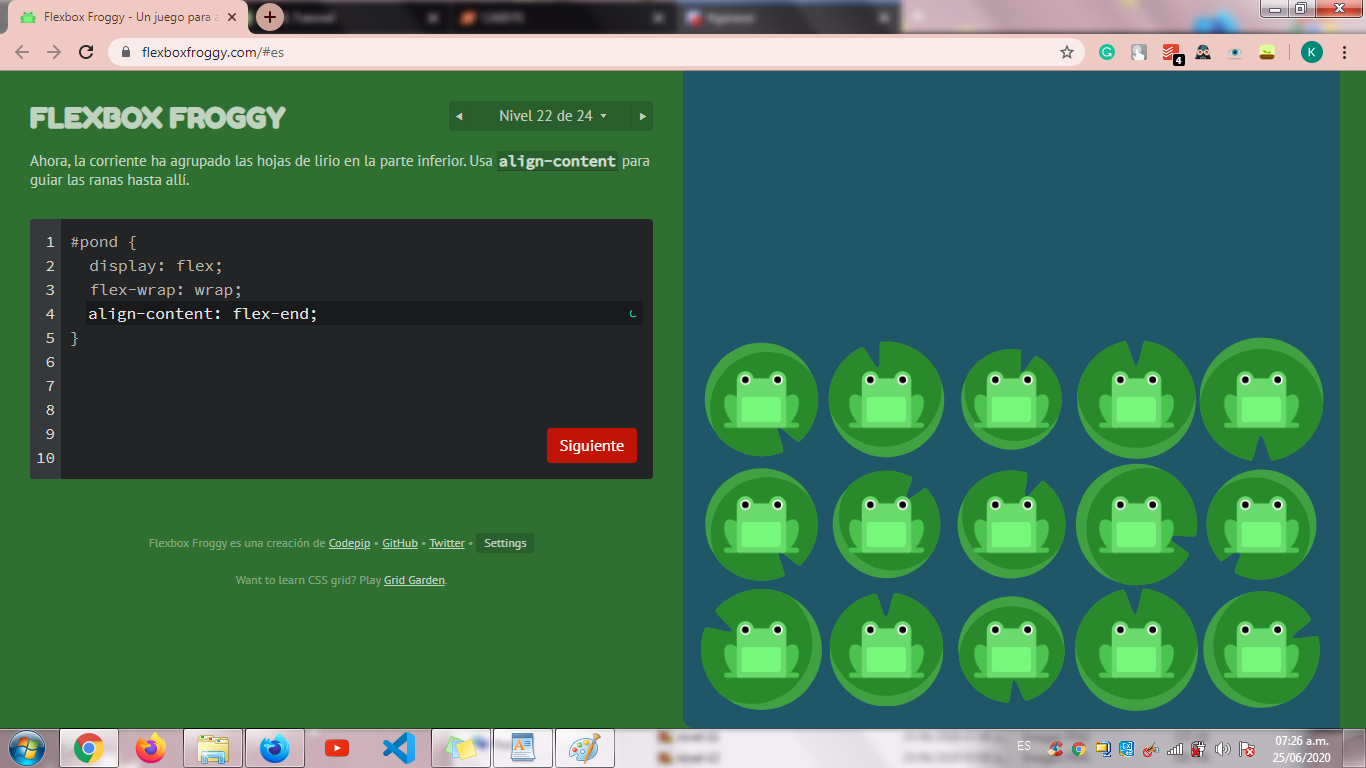 Flexbox Froggy - Un juego para a
Tutorial
flexboxfroggy.com/#es
4
K
FLEXBOX FROGGY
◀ Nivel 22 de 24 ▾ ▶
Ahora, la corriente ha agrupado las hojas de lirio en la parte inferior. Usa align-content para
guiar las ranas hasta allí.
1 #pond {
2 display: flex;
3 flex-wrap: wrap;
4 align-content: flex-end;
5 }
6
7
8
9
10
Siguiente
Flexbox Froggy es una creación de Codepip • GitHub • Twitter • Settings
Want to learn CSS grid? Play Grid Garden.
ES
07:26 a.m.
25/06/2020